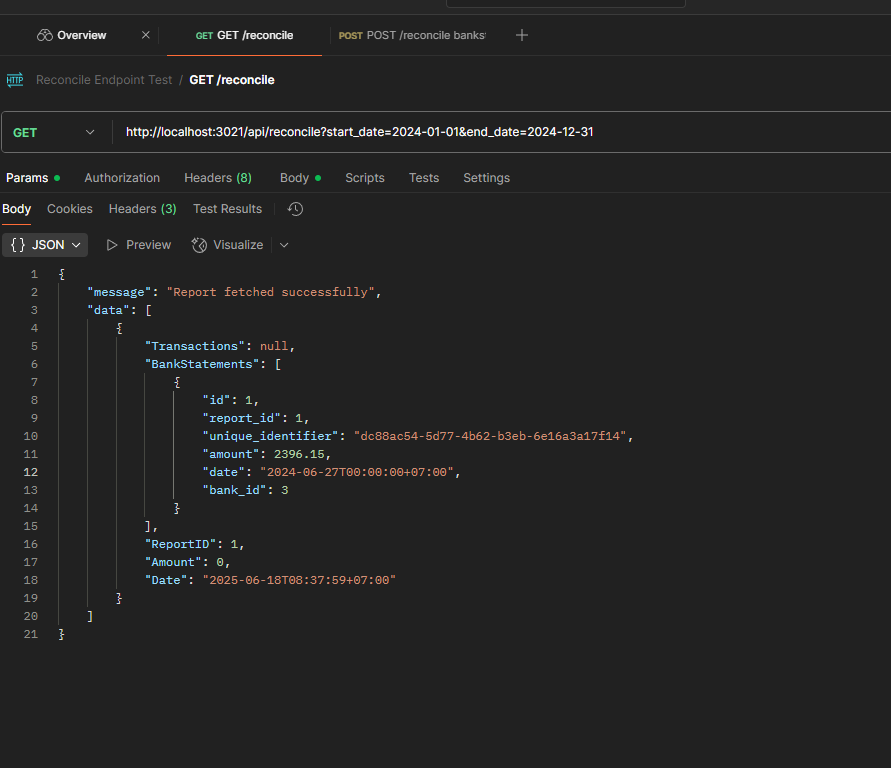 Overview
GET GET /reconcile
POST POST /reconcile banks
HTTP Reconcile Endpoint Test / GET /reconcile
GET http://localhost:3021/api/reconcile?start_date=2024-01-01&end_date=2024-12-31
Params Authorization Headers (8) Body Scripts Tests Settings
Body Cookies Headers (3) Test Results
{} JSON Preview Visualize
1 {
2 "message": "Report fetched successfully",
3 "data": [
4 {
5 "Transactions": null,
6 "BankStatements": [
7 {
8 "id": 1,
9 "report_id": 1,
10 "unique_identifier": "dc88ac54-5d77-4b62-b3eb-6e16a3a17f14",
11 "amount": 2396.15,
12 "date": "2024-06-27T00:00:00+07:00",
13 "bank_id": 3
14 }
15 ],
16 "ReportID": 1,
17 "Amount": 0,
18 "Date": "2025-06-18T08:37:59+07:00"
19 }
20 ]
21 }